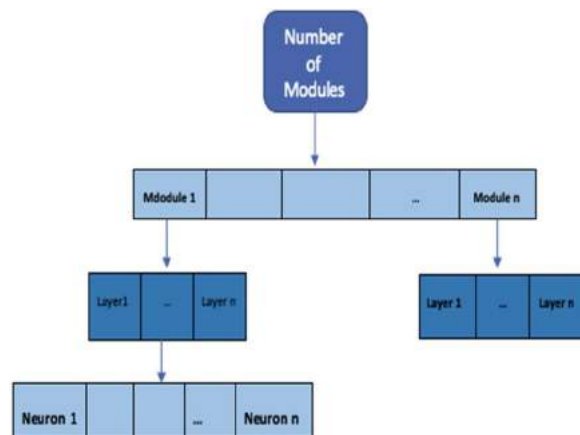 Number
of
Modules
Mdodule 1 ... Module n
Layer1 ... Layer n
Layer 1 ... Layer n
Neuron 1 ... Neuron n